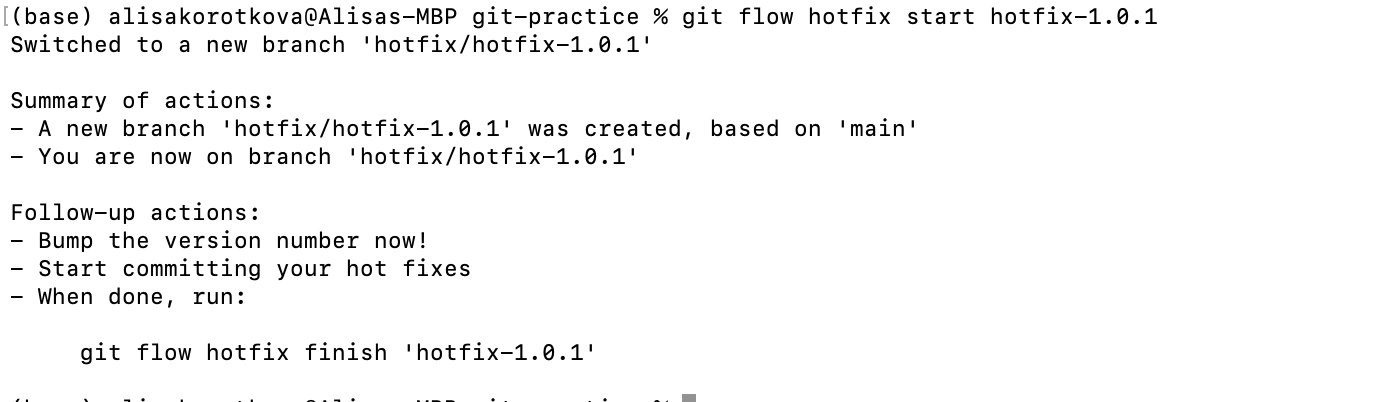 (base) alisakorotkova@Alisas-MBP git-practice % git flow hotfix start hotfix-1.0.1
Switched to a new branch 'hotfix/hotfix-1.0.1'
Summary of actions:
- A new branch 'hotfix/hotfix-1.0.1' was created, based on 'main'
- You are now on branch 'hotfix/hotfix-1.0.1'
Follow-up actions:
- Bump the version number now!
- Start committing your hot fixes
- When done, run:
git flow hotfix finish 'hotfix-1.0.1'